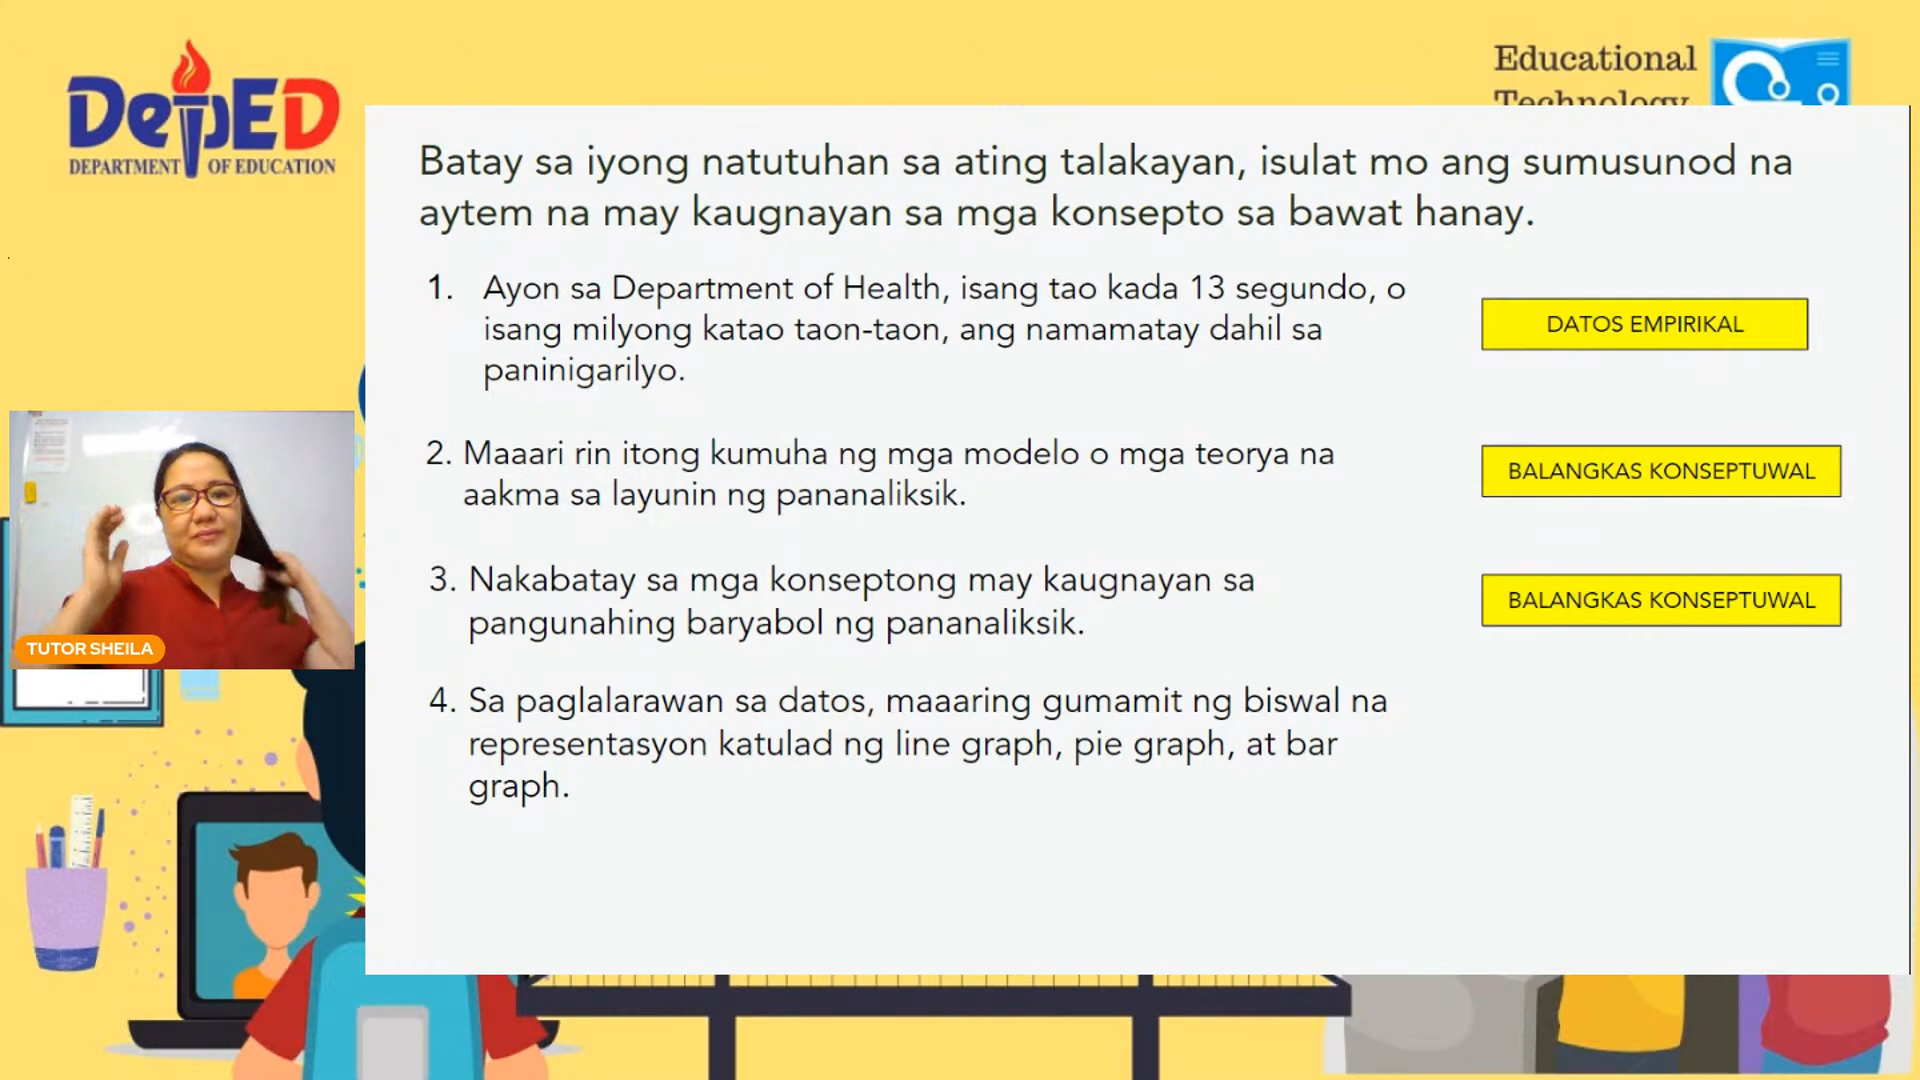 DepED
DEPARTMENT OF EDUCATION
Educational
Technology
Batay sa iyong natutuhan sa ating talakayan, isulat mo ang sumusunod na
aytem na may kaugnayan sa mga konsepto sa bawat hanay.
1. Ayon sa Department of Health, isang tao kada 13 segundo, o
isang milyong katao taon-taon, ang namamatay dahil sa
paninigarilyo.
DATOS EMPIRIKAL
2. Maaari rin itong kumuha ng mga modelo o mga teorya na
aakma sa layunin ng pananaliksik.
BALANGKAS KONSEPTUWAL
3. Nakabatay sa mga konseptong may kaugnayan sa
pangunahing baryabol ng pananaliksik.
BALANGKAS KONSEPTUWAL
4. Sa paglalarawan sa datos, maaaring gumamit ng biswal na
representasyon katulad ng line graph, pie graph, at bar
graph.
TUTOR SHEILA